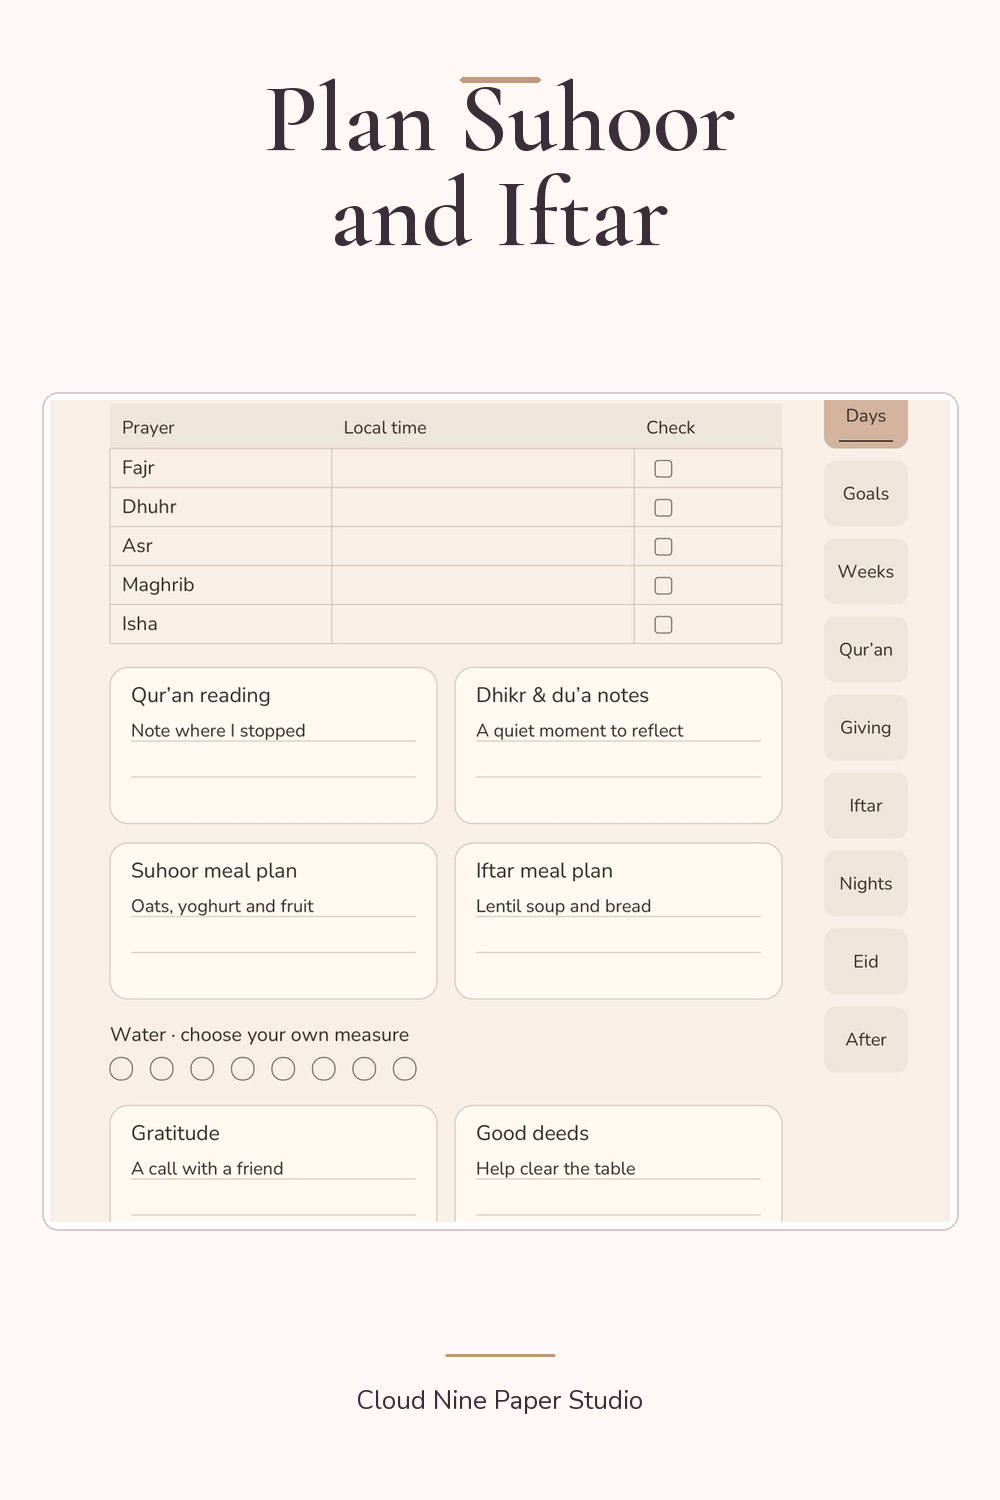 Plan Suhoor
and Iftar
Prayer Local time Check
Fajr
Dhuhr
Asr
Maghrib
Isha
Qur’an reading
Note where I stopped
Dhikr & du’a notes
A quiet moment to reflect
Suhoor meal plan
Oats, yoghurt and fruit
Iftar meal plan
Lentil soup and bread
Water · choose your own measure
Gratitude
A call with a friend
Good deeds
Help clear the table
Days
Goals
Weeks
Qur’an
Giving
Iftar
Nights
Eid
After
Cloud Nine Paper Studio